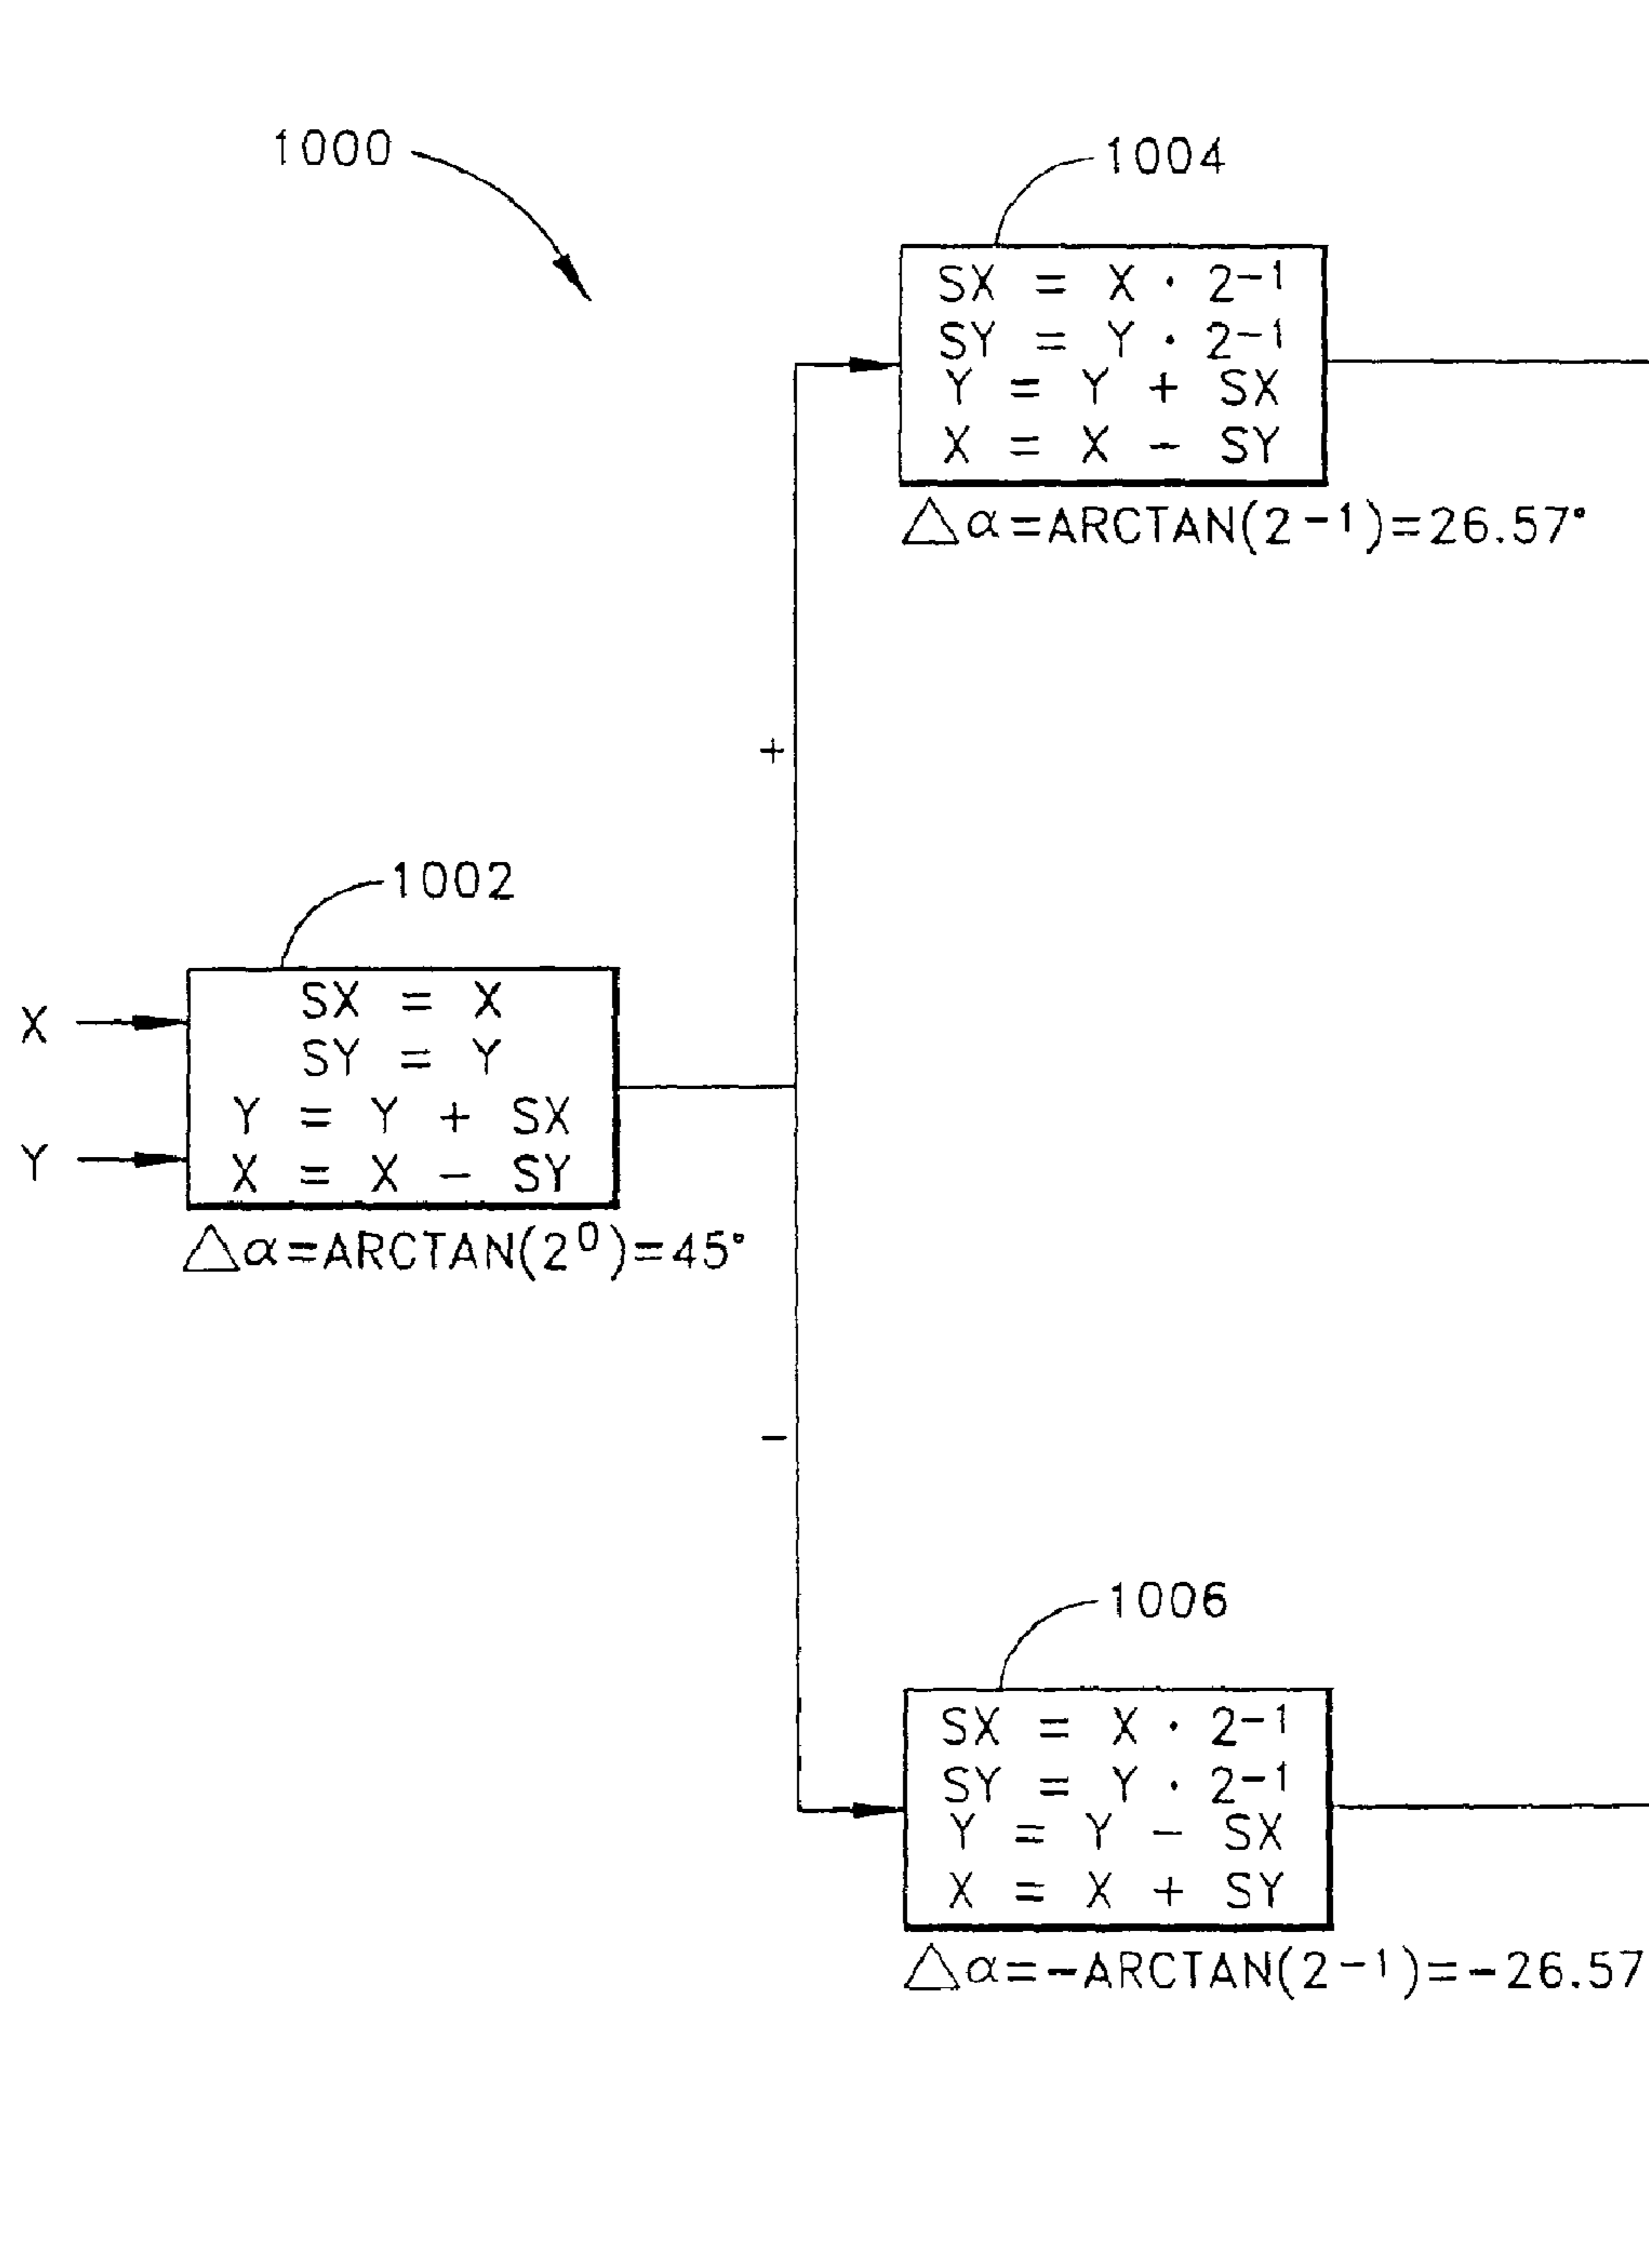 1000
1004
SX = X · 2⁻¹
SY = Y · 2⁻¹
Y = Y + SX
X = X − SY
△α=ARCTAN(2⁻¹)=26.57°
+
1002
X
SX = X
SY = Y
Y = Y + SX
Y
X = X − SY
△α=ARCTAN(2⁰)=45°
−
1006
SX = X · 2⁻¹
SY = Y · 2⁻¹
Y = Y − SX
X = X + SY
△α=−ARCTAN(2⁻¹)=−26.57